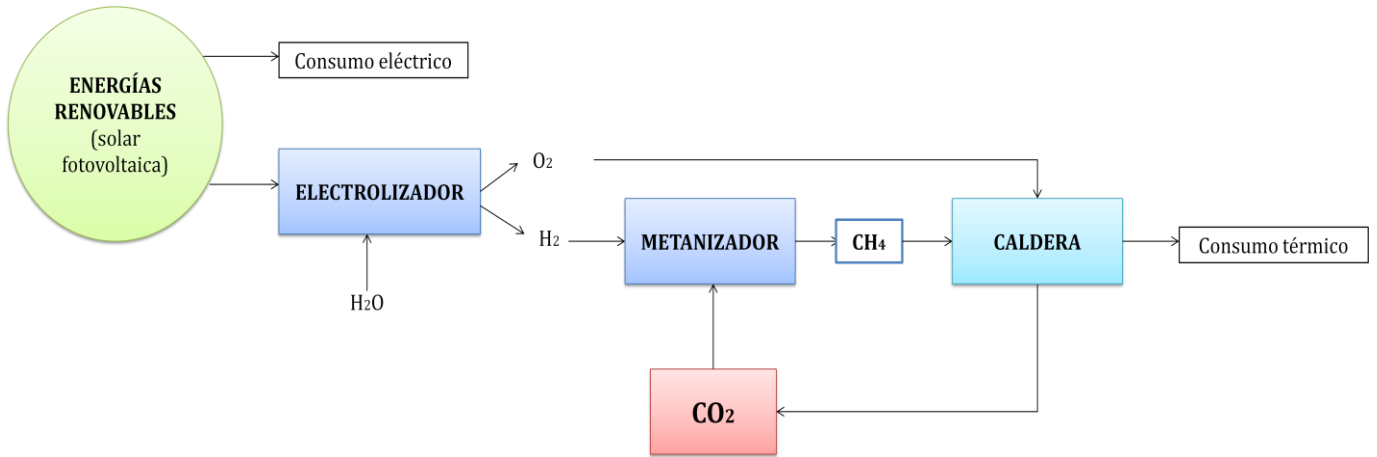 ENERGÍAS
RENOVABLES
(solar
fotovoltaica)
Consumo eléctrico
ELECTROLIZADOR
H2O
O2
H2
METANIZADOR
CH4
CALDERA
Consumo térmico
CO2